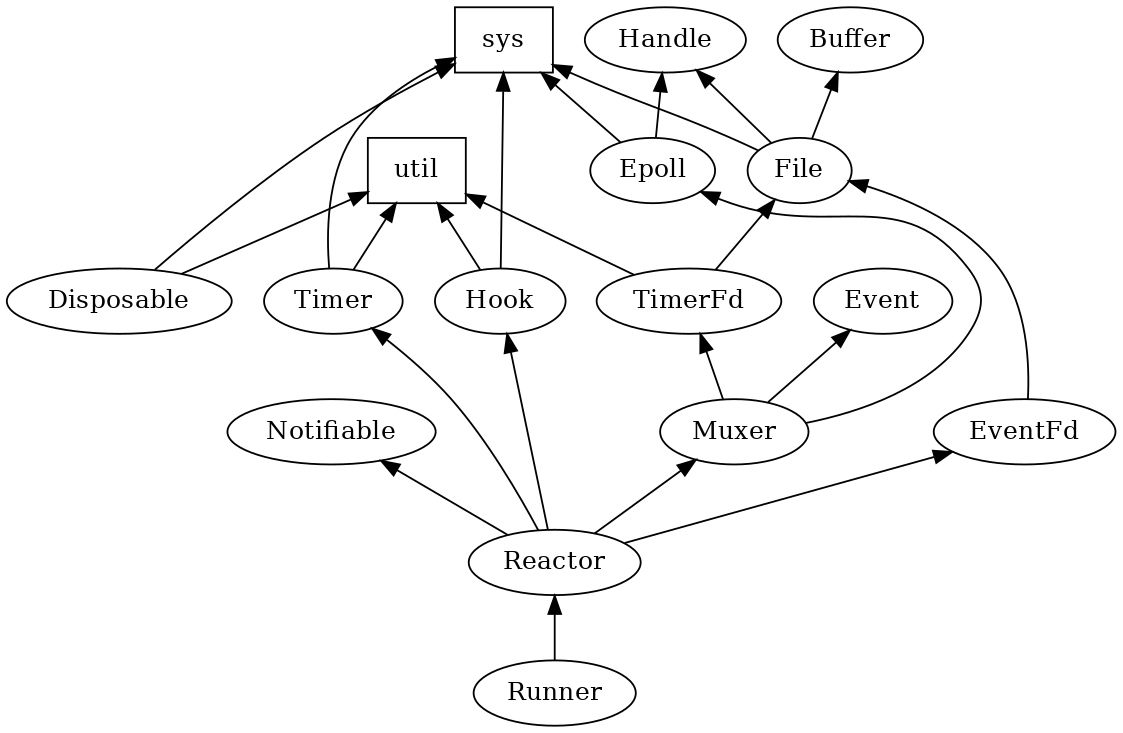 sys
Handle
Buffer
util
Epoll
File
Disposable
Timer
Hook
TimerFd
Event
Notifiable
Muxer
EventFd
Reactor
Runner